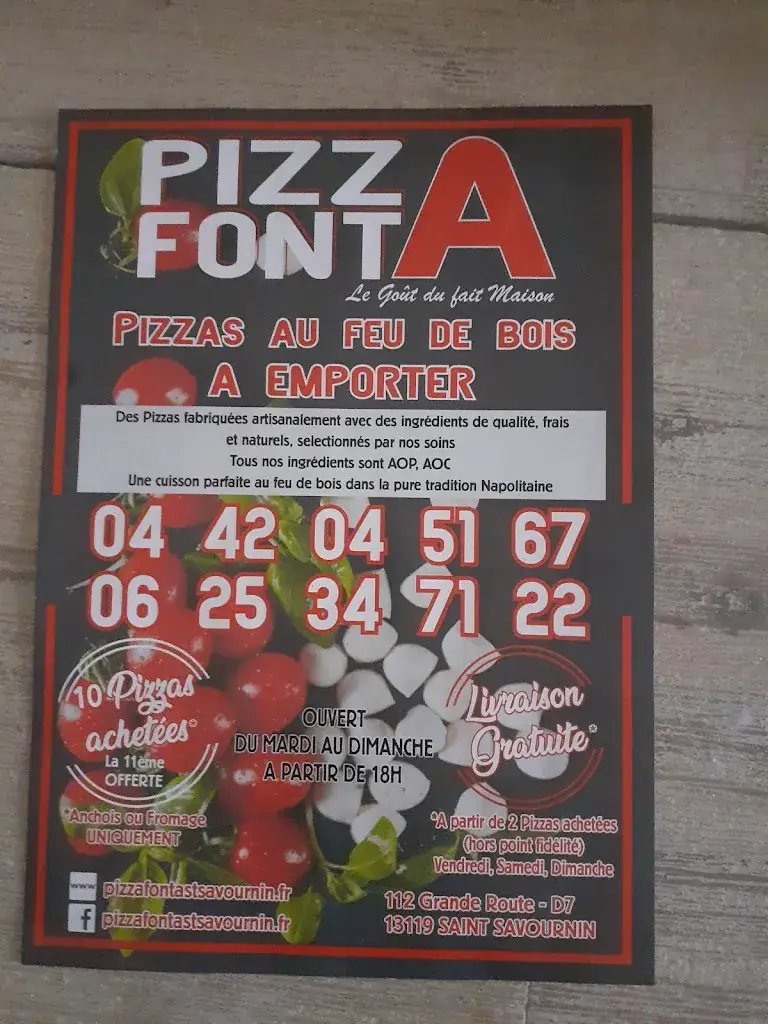 PIZZA
FONTA
Le Goût du fait Maison
PIZZAS AU FEU DE BOIS
A EMPORTER
Des Pizzas fabriquées artisanalement avec des ingrédients de qualité, frais
et naturels, selectionnés par nos soins
Tous nos ingrédients sont AOP, AOC
Une cuisson parfaite au feu de bois dans la pure tradition Napolitaine
04 42 04 51 67
06 25 34 71 22
10 Pizzas
achetées*
La 11ème
OFFERTE
*Anchois ou Fromage
UNIQUEMENT
OUVERT
DU MARDI AU DIMANCHE
A PARTIR DE 18H
Livraison
Gratuite*
*A partir de 2 Pizzas achetées
(hors point fidélité)
Vendredi, Samedi, Dimanche
www pizzafontastsavournin.fr
f pizzafontastsavournin.fr
112 Grande Route - D7
13119 SAINT SAVOURNIN